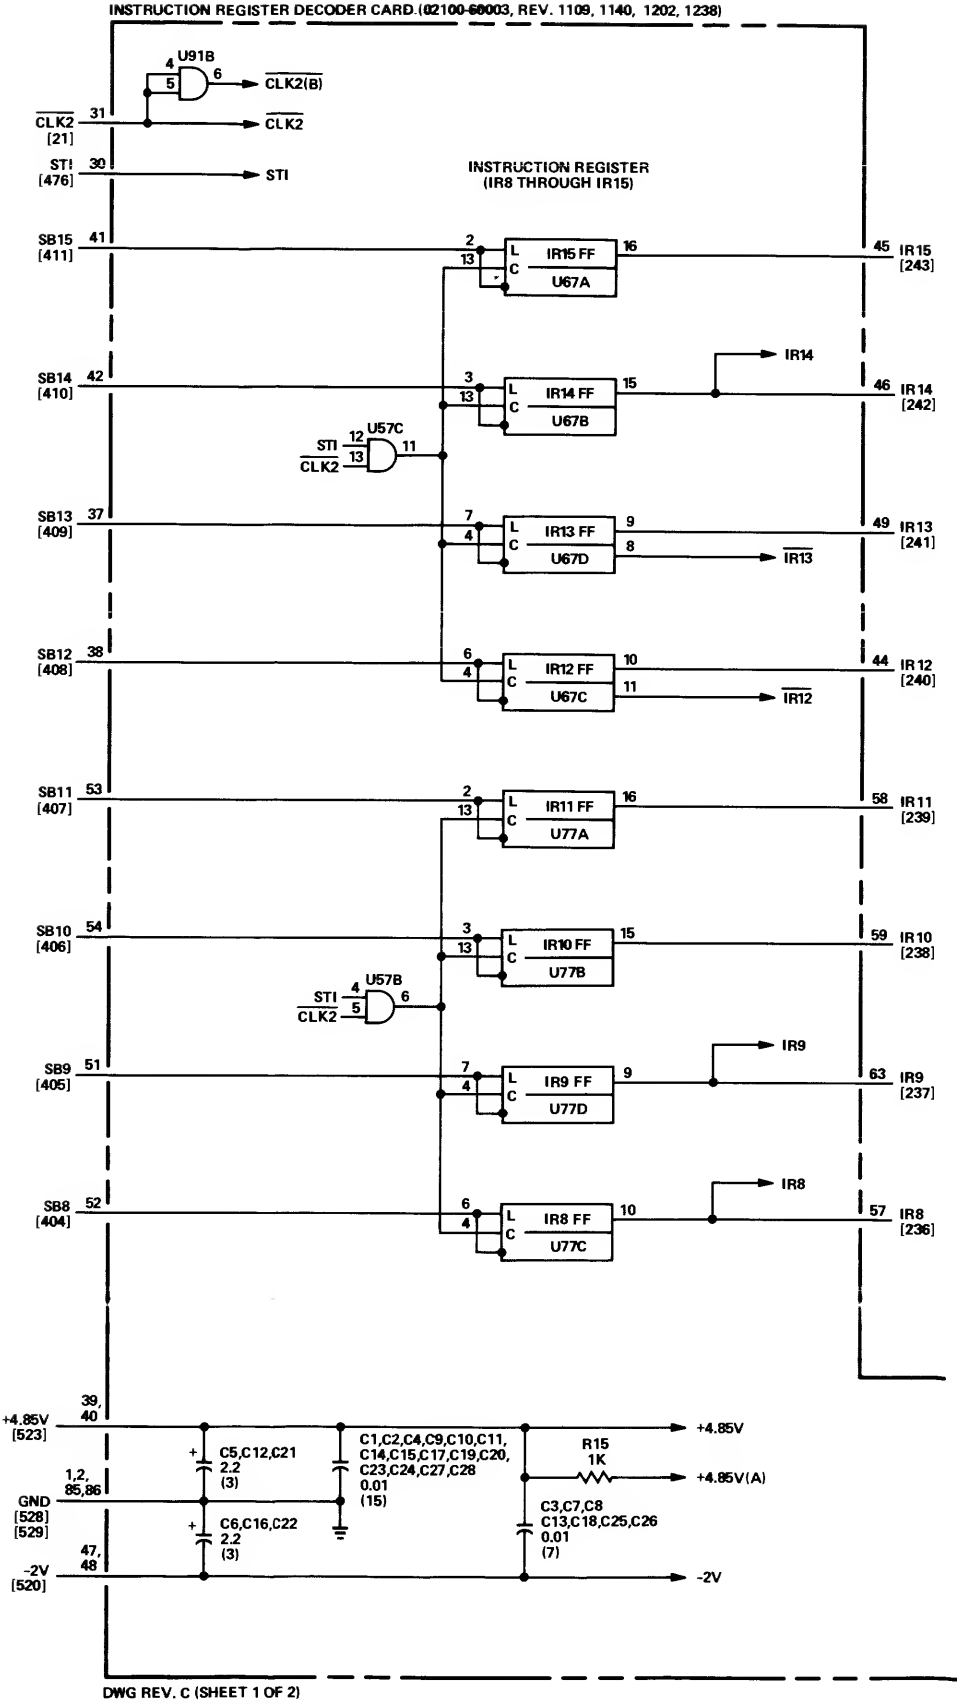 INSTRUCTION REGISTER DECODER CARD (02100-60003, REV. 1109, 1140, 1202, 1238)
U91B
4
5
6
CLK2(B)
CLK2
[21]
31
CLK2
STI
[476]
30
STI
INSTRUCTION REGISTER
(IR8 THROUGH IR15)
SB15
[411]
41
2
13
L
C
IR15 FF
U67A
16
45
IR15
[243]
IR14
SB14
[410]
42
3
13
L
C
IR14 FF
U67B
15
46
IR14
[242]
U57C
STI
12
CLK2
13
11
SB13
[409]
37
7
4
L
C
IR13 FF
U67D
9
8
49
IR13
[241]
IR13
SB12
[408]
38
6
4
L
C
IR12 FF
U67C
10
11
44
IR12
[240]
IR12
SB11
[407]
53
2
13
L
C
IR11 FF
U77A
16
58
IR11
[239]
SB10
[406]
54
3
13
L
C
IR10 FF
U77B
15
59
IR10
[238]
U57B
STI
4
CLK2
5
6
IR9
SB9
[405]
51
7
4
L
C
IR9 FF
U77D
9
63
IR9
[237]
IR8
SB8
[404]
52
6
4
L
C
IR8 FF
U77C
10
57
IR8
[236]
39,
40
+4.85V
[523]
+4.85V
+
C5,C12,C21
2.2
(3)
C1,C2,C4,C9,C10,C11,
C14,C15,C17,C19,C20,
C23,C24,C27,C28
0.01
(15)
R15
1K
+4.85V(A)
1,2,
85,86
GND
[528]
[529]
+
C6,C16,C22
2.2
(3)
C3,C7,C8
C13,C18,C25,C26
0.01
(7)
47,
48
-2V
[520]
-2V
DWG REV. C (SHEET 1 OF 2)